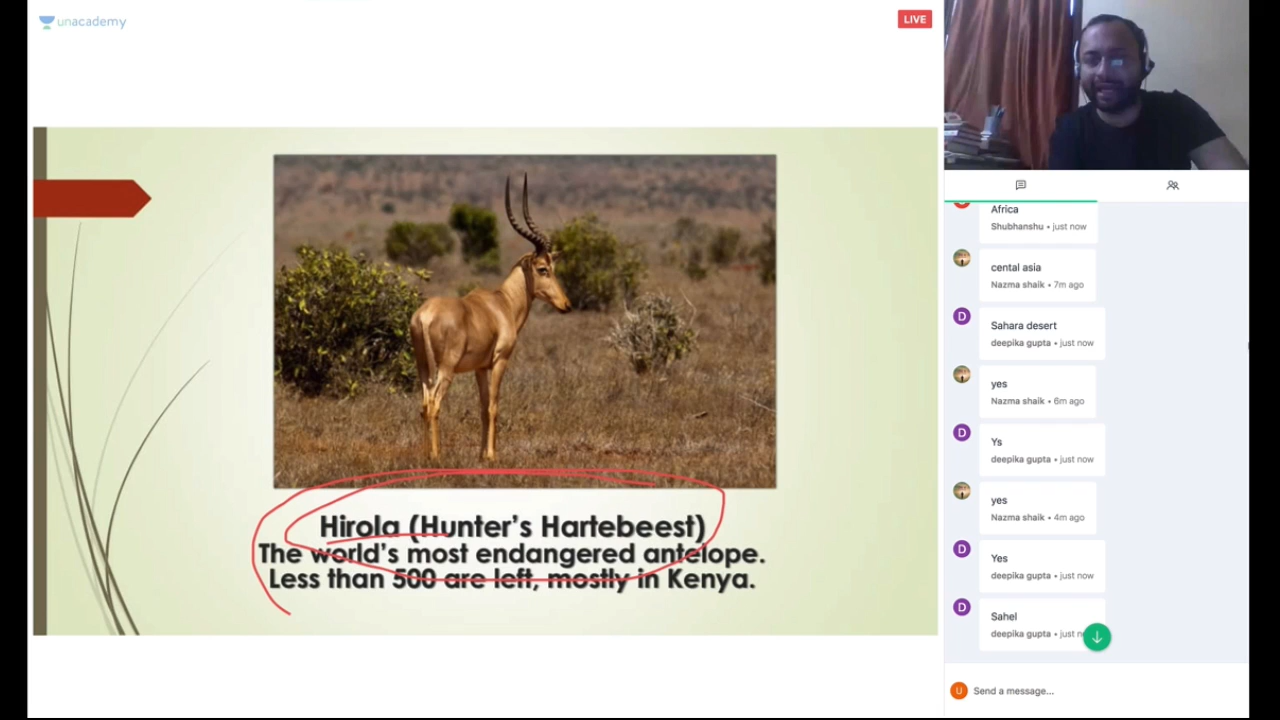 unacademy
LIVE
Hirola (Hunter's Hartebeest)
The world's most endangered antelope.
Less than 500 are left, mostly in Kenya.
Africa
Shubhanshu • just now
cental asia
Nazma shaik • 7m ago
D
Sahara desert
deepika gupta • just now
yes
Nazma shaik • 6m ago
D
Ys
deepika gupta • just now
yes
Nazma shaik • 4m ago
D
Yes
deepika gupta • just now
D
Sahel
deepika gupta • just
U
Send a message...